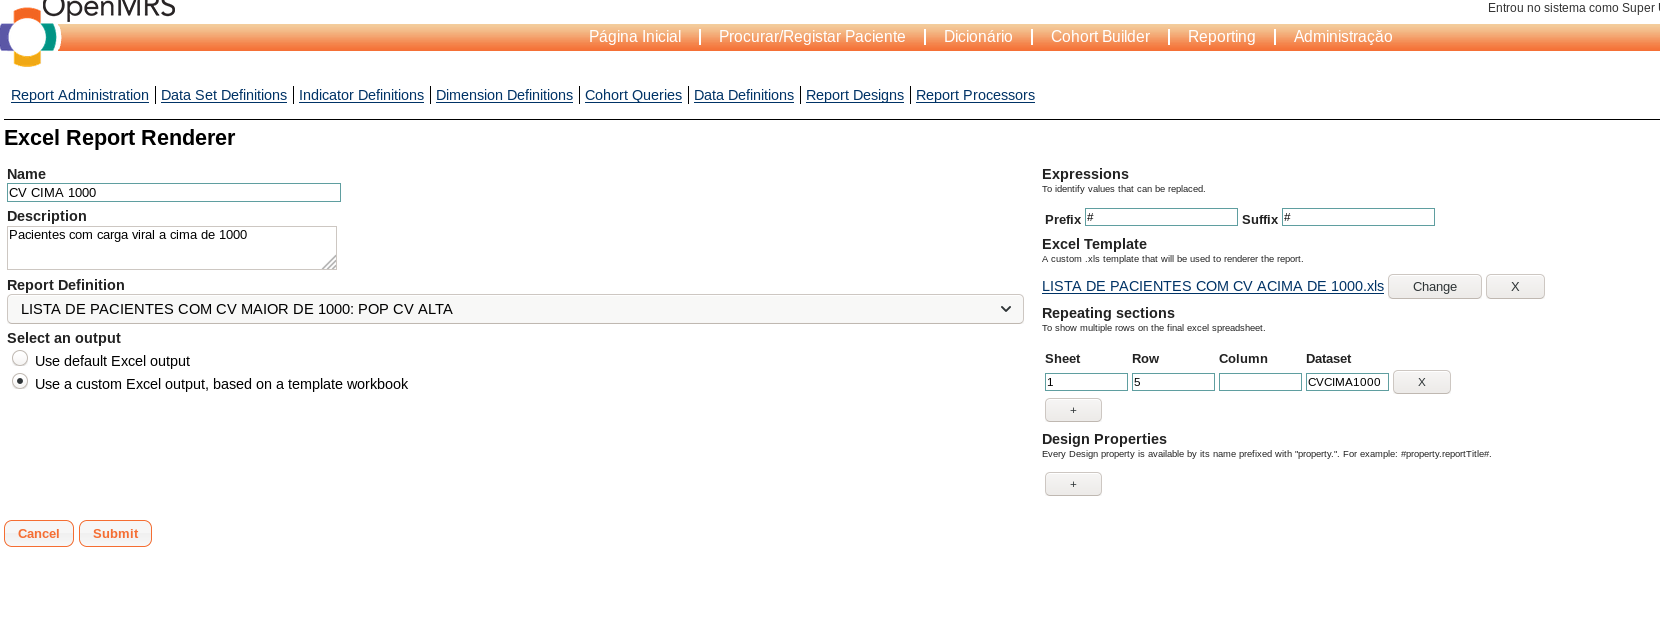 OpenMRS
Entrou no sistema como Super
Página Inicial | Procurar/Registar Paciente | Dicionário | Cohort Builder | Reporting | Administração
Report Administration | Data Set Definitions | Indicator Definitions | Dimension Definitions | Cohort Queries | Data Definitions | Report Designs | Report Processors
Excel Report Renderer
Name
CV CIMA 1000
Description
Pacientes com carga viral a cima de 1000
Report Definition
LISTA DE PACIENTES COM CV MAIOR DE 1000: POP CV ALTA
Select an output
Use default Excel output
Use a custom Excel output, based on a template workbook
Expressions
To identify values that can be replaced.
Prefix # Suffix #
Excel Template
A custom .xls template that will be used to renderer the report.
LISTA DE PACIENTES COM CV ACIMA DE 1000.xls Change X
Repeating sections
To show multiple rows on the final excel spreadsheet.
Sheet Row Column Dataset
1 5 CVCIMA1000 X
+
Design Properties
Every Design property is available by its name prefixed with "property.". For example: #property.reportTitle#.
+
Cancel Submit